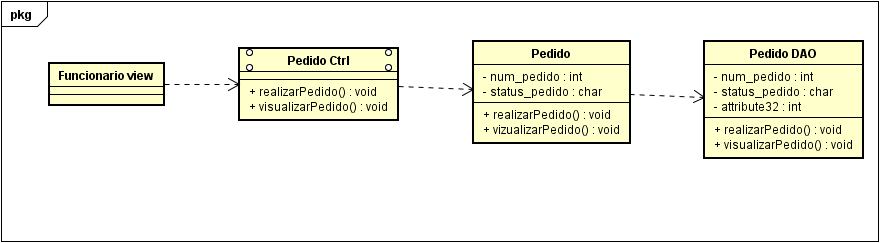 pkg
Funcionario view
Pedido Ctrl
+ realizarPedido() : void
+ visualizarPedido() : void
Pedido
- num_pedido : int
- status_pedido : char
+ realizarPedido() : void
+ vizualizarPedido() : void
Pedido DAO
- num_pedido : int
- status_pedido : char
- attribute32 : int
+ realizarPedido() : void
+ visualizarPedido() : void